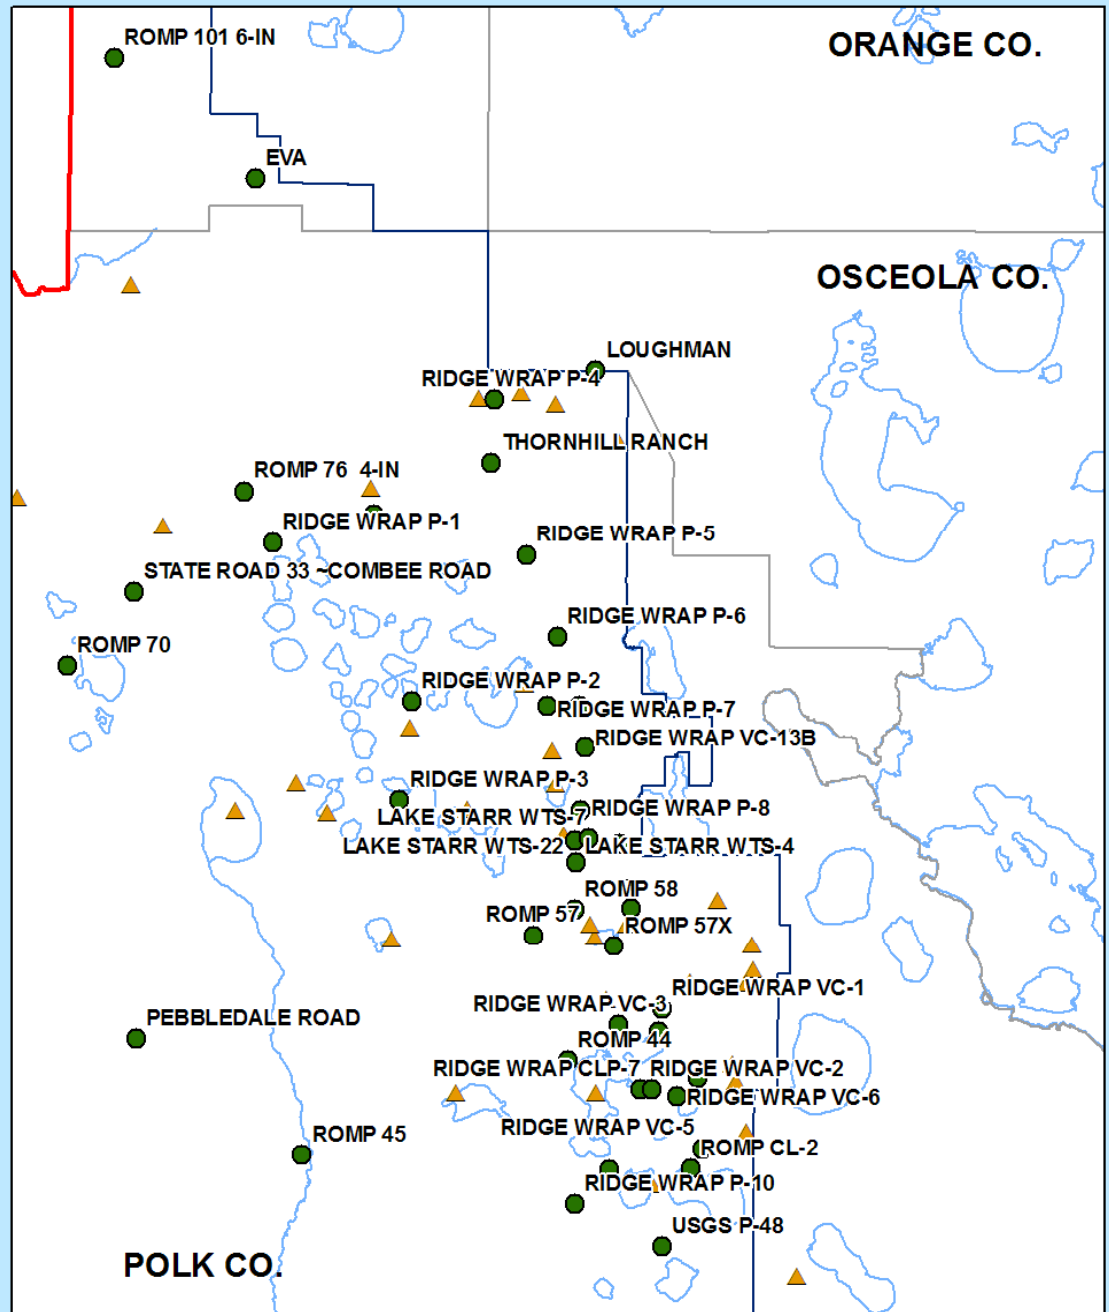 ROMP 101 6-IN
ORANGE CO.
EVA
OSCEOLA CO.
LOUGHMAN
RIDGE WRAP P-4
THORNHILL RANCH
ROMP 76  4-IN
RIDGE WRAP P-1
RIDGE WRAP P-5
STATE ROAD 33 ~COMBEE ROAD
RIDGE WRAP P-6
ROMP 70
RIDGE WRAP P-2
RIDGE WRAP P-7
RIDGE WRAP VC-13B
RIDGE WRAP P-3
RIDGE WRAP P-8
LAKE STARR WTS-7
LAKE STARR WTS-22
LAKE STARR WTS-4
ROMP 58
ROMP 57
ROMP 57X
RIDGE WRAP VC-1
RIDGE WRAP VC-3
PEBBLEDALE ROAD
ROMP 44
RIDGE WRAP CLP-7
RIDGE WRAP VC-2
RIDGE WRAP VC-6
RIDGE WRAP VC-5
ROMP 45
ROMP CL-2
RIDGE WRAP P-10
USGS P-48
POLK CO.